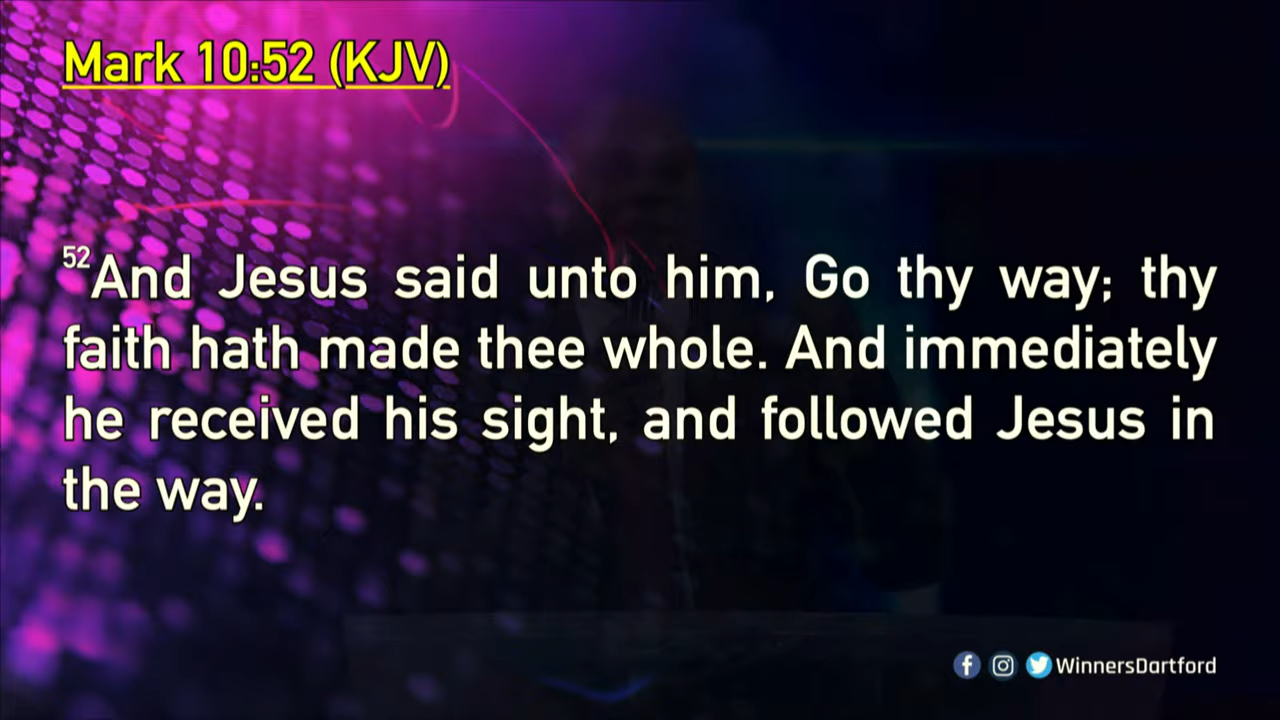 Mark 10:52 (KJV)
52And Jesus said unto him, Go thy way; thy
faith hath made thee whole. And immediately
he received his sight, and followed Jesus in
the way.
WinnersDartford